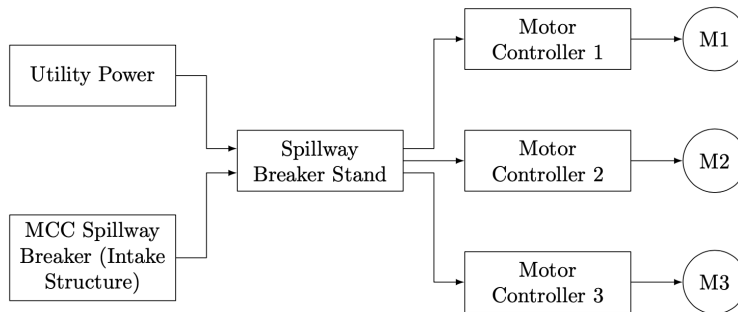 Utility Power
MCC Spillway
Breaker (Intake
Structure)
Spillway
Breaker Stand
Motor
Controller 1
M1
Motor
Controller 2
M2
Motor
Controller 3
M3